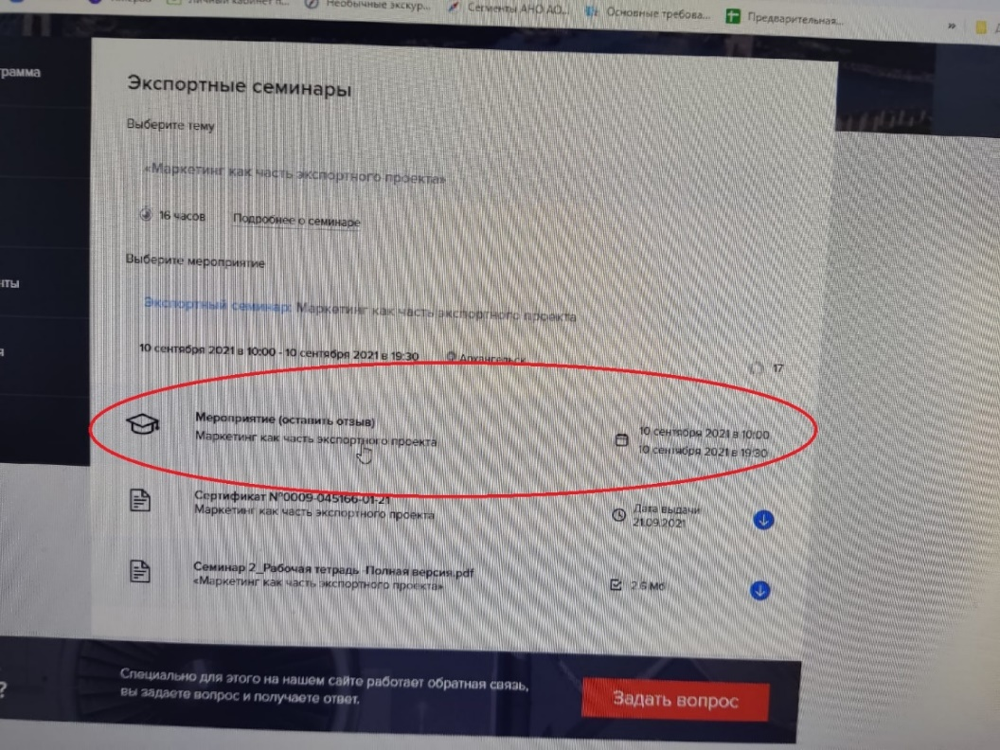 Необычные экскур...
Сегменты АНО АО...
Основные требова...
Предварительная...
»
рамма
Экспортные семинары
Выберите тему
«Маркетинг как часть экспортного проекта»
16 часов Подробнее о семинаре
Выберите мероприятие
нты
Экспортный семинар: Маркетинг как часть экспортного проекта
я
10 сентября 2021 в 10:00 - 10 сентября 2021 в 19:30 Архангельск
17
Мероприятие (оставить отзыв)
Маркетинг как часть экспортного проекта
10 сентября 2021 в 10:00
10 сентября 2021 в 19:30
Сертификат №0009-045166-01-21
Маркетинг как часть экспортного проекта
Дата выдачи
21.09.2021
Семинар 2_Рабочая тетрадь Полная версия.pdf
«Маркетинг как часть экспортного проекта»
2.6 Мб
?
Специально для этого на нашем сайте работает обратная связь,
вы задаете вопрос и получаете ответ.
Задать вопрос